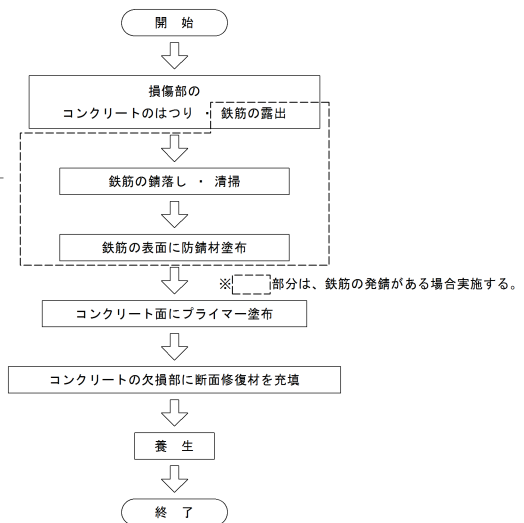 開 始
損傷部の
コンクリートのはつり ・ 鉄筋の露出
鉄筋の錆落し ・ 清掃
鉄筋の表面に防錆材塗布
※ 部分は、鉄筋の発錆がある場合実施する。
コンクリート面にプライマー塗布
コンクリートの欠損部に断面修復材を充填
養 生
終 了